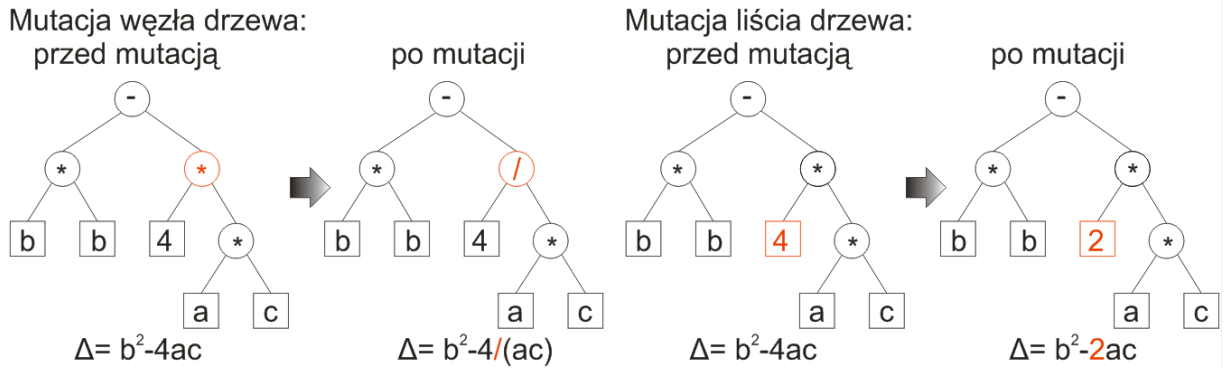 Mutacja węzła drzewa:
przed mutacją
po mutacji
-
-
* *
* /
b b 4 *
b b 4 *
a c
a c
Δ= b²-4ac
Δ= b²-4/(ac)
Mutacja liścia drzewa:
przed mutacją
po mutacji
-
-
* *
* *
b b 4 *
b b 2 *
a c
a c
Δ= b²-4ac
Δ= b²-2ac